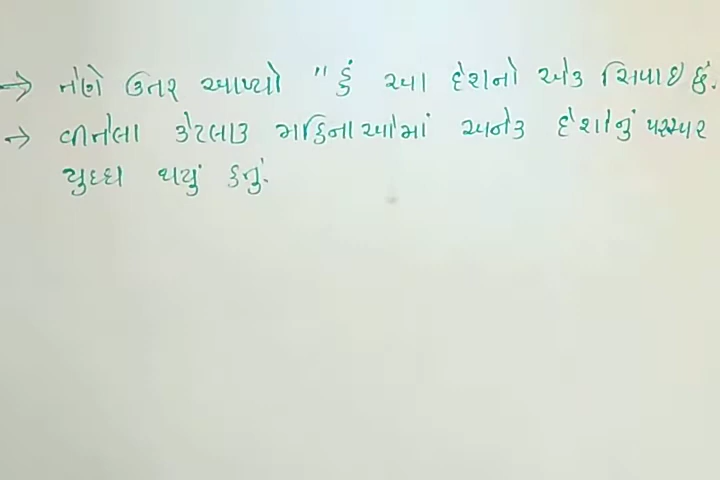 → તેણે ઉત્તર આપ્યો " હું આ દેશનો એક સિપાઈ છું.
→ વીતેલા કેટલાક મહિનાઓમાં અનેક દેશોનું પરસ્પર
યુદ્ધ થયું હતું.